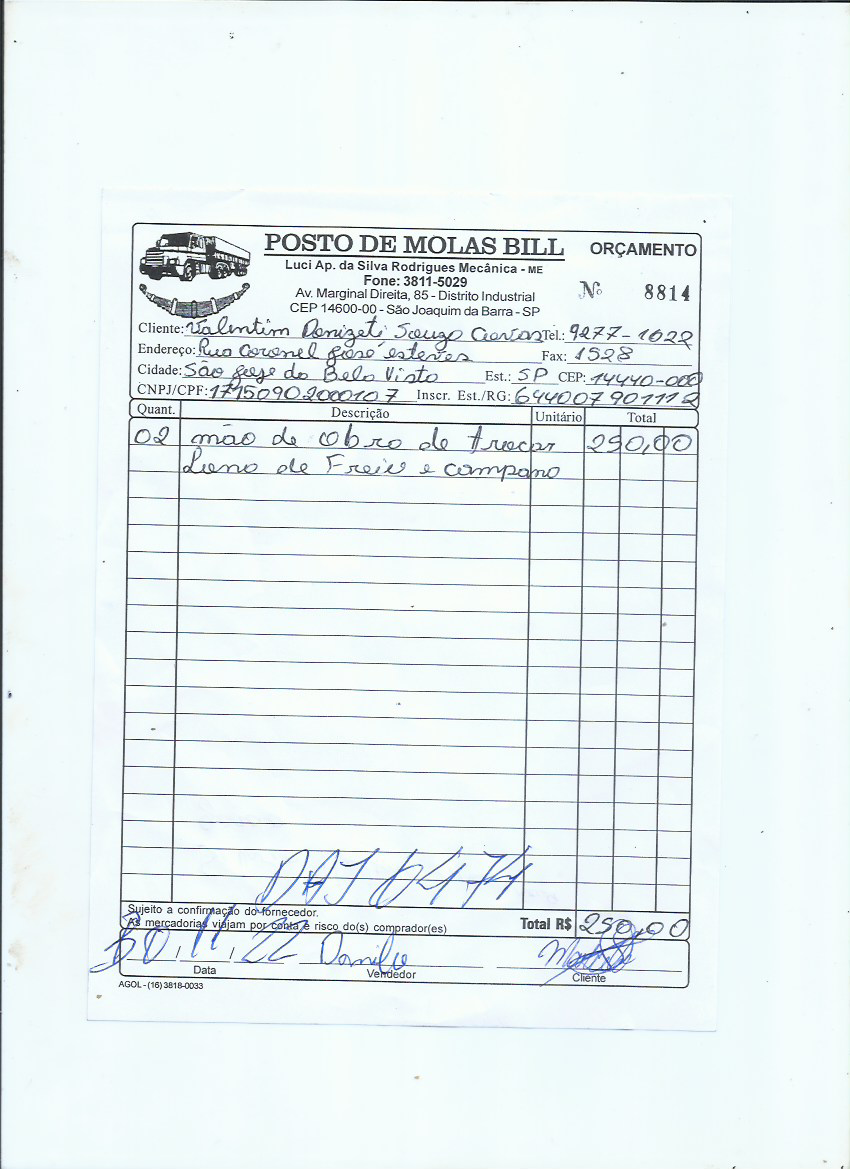 POSTO DE MOLAS BILL
ORÇAMENTO
Luci Ap. da Silva Rodrigues Mecânica - ME
Fone: 3811-5029
Av. Marginal Direita, 85 - Distrito Industrial
CEP 14600-00 - São Joaquim da Barra - SP
Nº 8814
Cliente: Valentim Donizeti Souza Tel.: 9277-1022
Endereço: Rua Coronel José esteves Fax: 1528
Cidade: São José do Bela Vista Est.: SP CEP: 14440-000
CNPJ/CPF: 17150902000107 Inscr. Est./RG: 644007901112
Quant. Descrição Unitário Total
02 mão de obra de trocar 250,00
Lona de Freio e campana
DAJ 6474
Sujeito a confirmação do fornecedor.
As mercadorias viajam por conta e risco do(s) comprador(es)
Total R$ 250,00
30/11/22 Danilo
Data Vendedor Cliente
AGOL - (16) 3818-0033